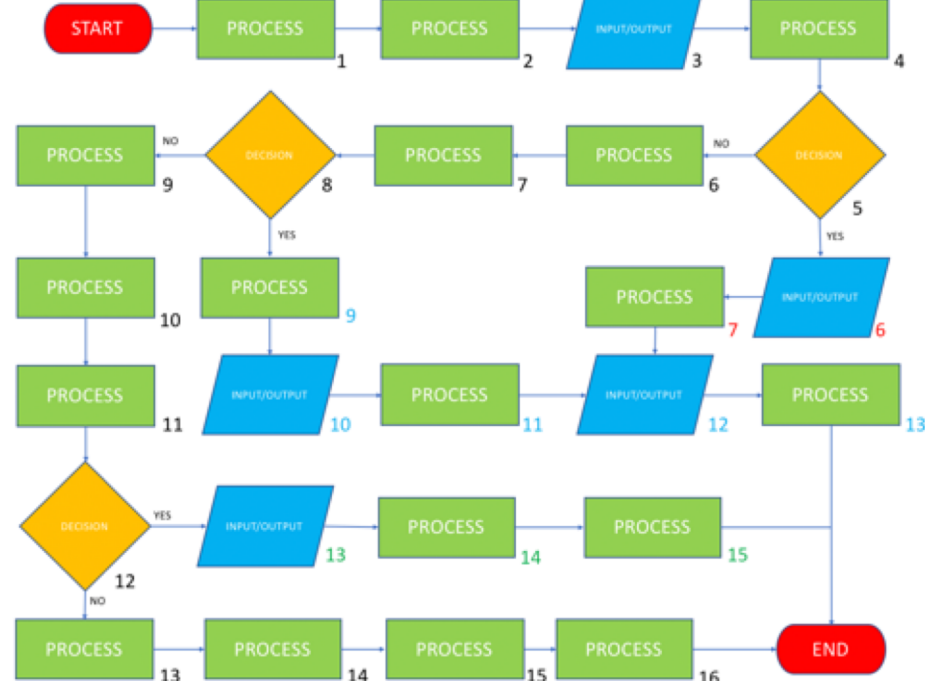 START
PROCESS
1
PROCESS
2
INPUT/OUTPUT
3
PROCESS
4
PROCESS
9
NO
DECISION
8
PROCESS
7
PROCESS
6
NO
DECISION
5
YES
YES
PROCESS
10
PROCESS
9
PROCESS
7
INPUT/OUTPUT
6
PROCESS
11
INPUT/OUTPUT
10
PROCESS
11
INPUT/OUTPUT
12
PROCESS
13
DECISION
12
YES
INPUT/OUTPUT
13
PROCESS
14
PROCESS
15
NO
PROCESS
13
PROCESS
14
PROCESS
15
PROCESS
16
END